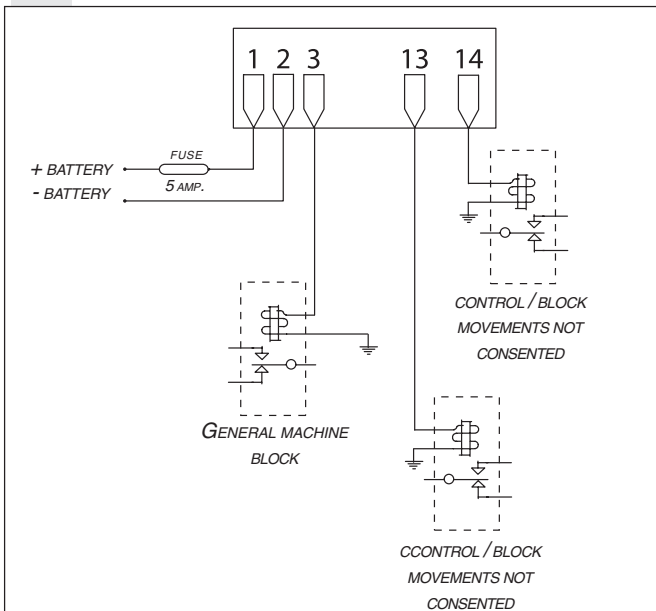 1 2 3 13 14
FUSE
+ BATTERY
5 AMP.
- BATTERY
CONTROL / BLOCK
MOVEMENTS NOT
CONSENTED
GENERAL MACHINE
BLOCK
CCONTROL / BLOCK
MOVEMENTS NOT
CONSENTED